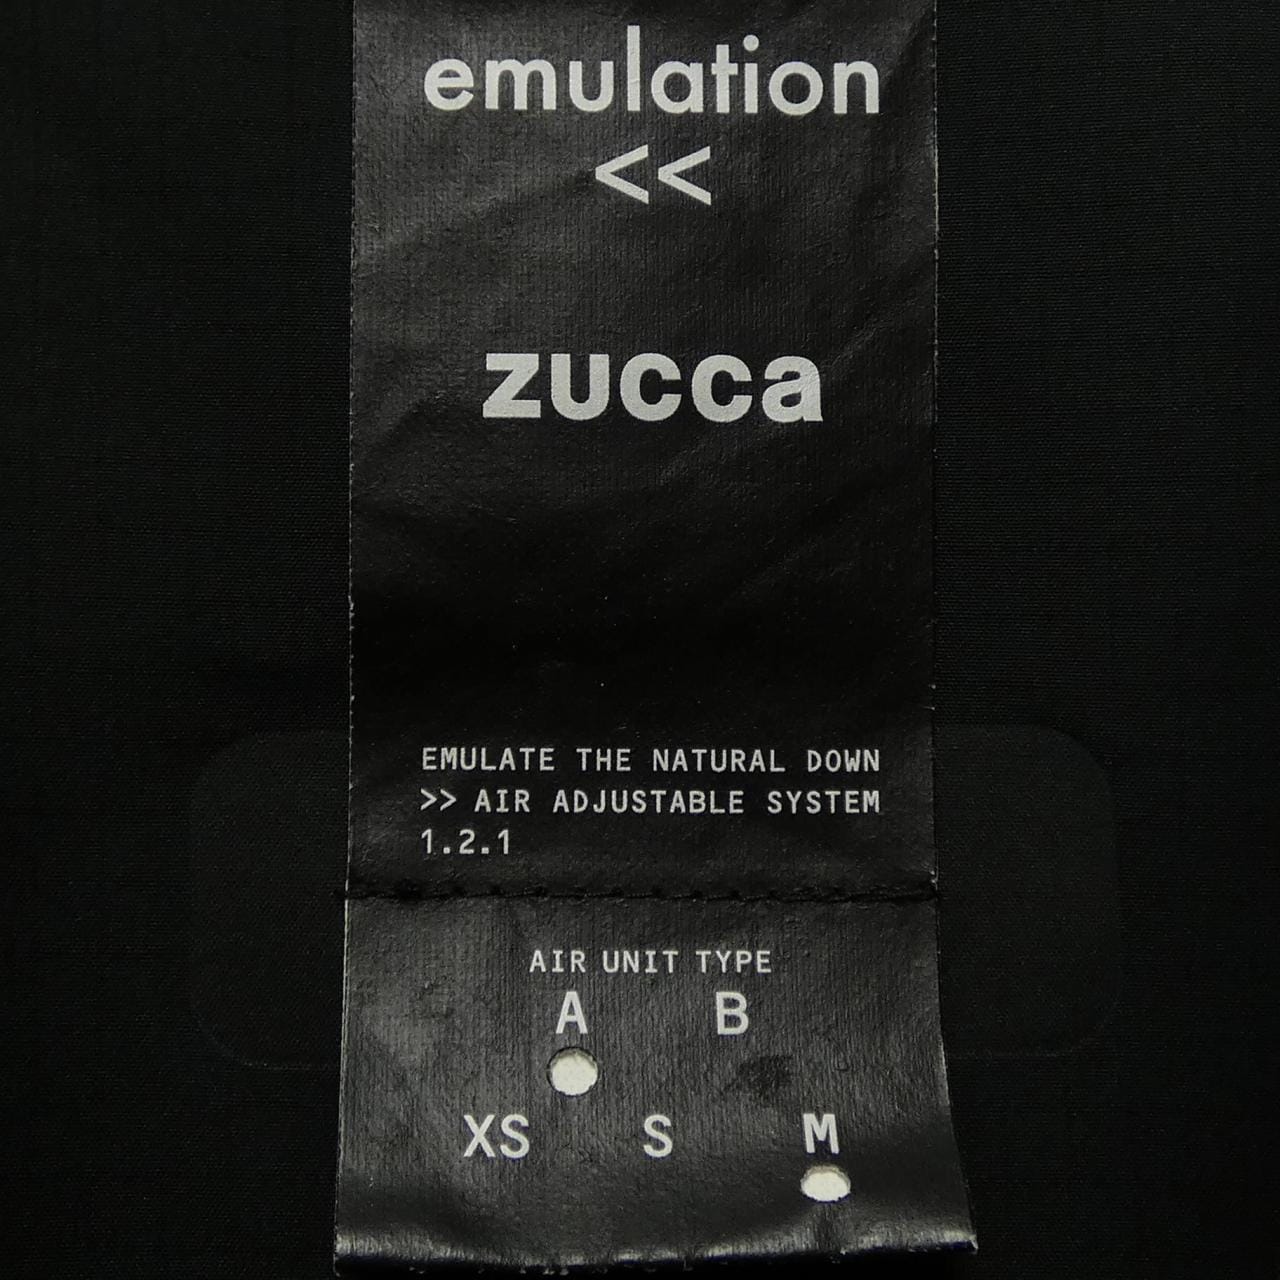 emulation
<<
zucca
EMULATE THE NATURAL DOWN
>> AIR ADJUSTABLE SYSTEM
1.2.1
AIR UNIT TYPE
A B
XS S M